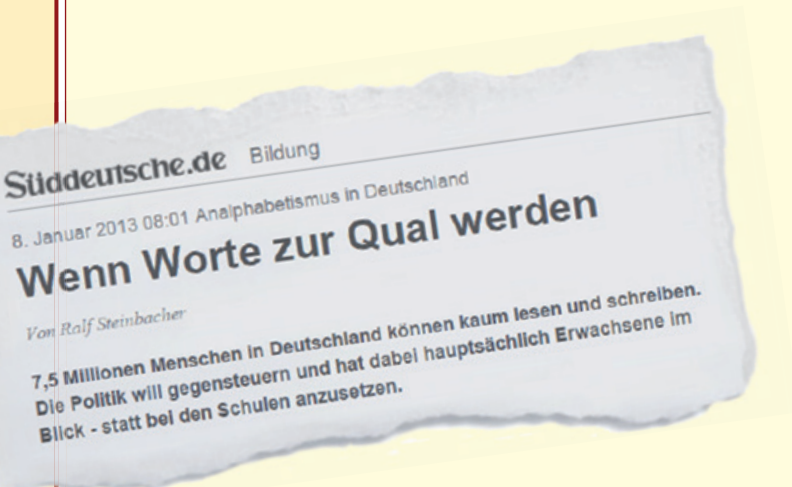 Süddeutsche.de Bildung
8. Januar 2013 08:01 Analphabetismus in Deutschland
Wenn Worte zur Qual werden
Von Ralf Steinbacher
7,5 Millionen Menschen in Deutschland können kaum lesen und schreiben.
Die Politik will gegensteuern und hat dabei hauptsächlich Erwachsene im
Blick - statt bei den Schulen anzusetzen.